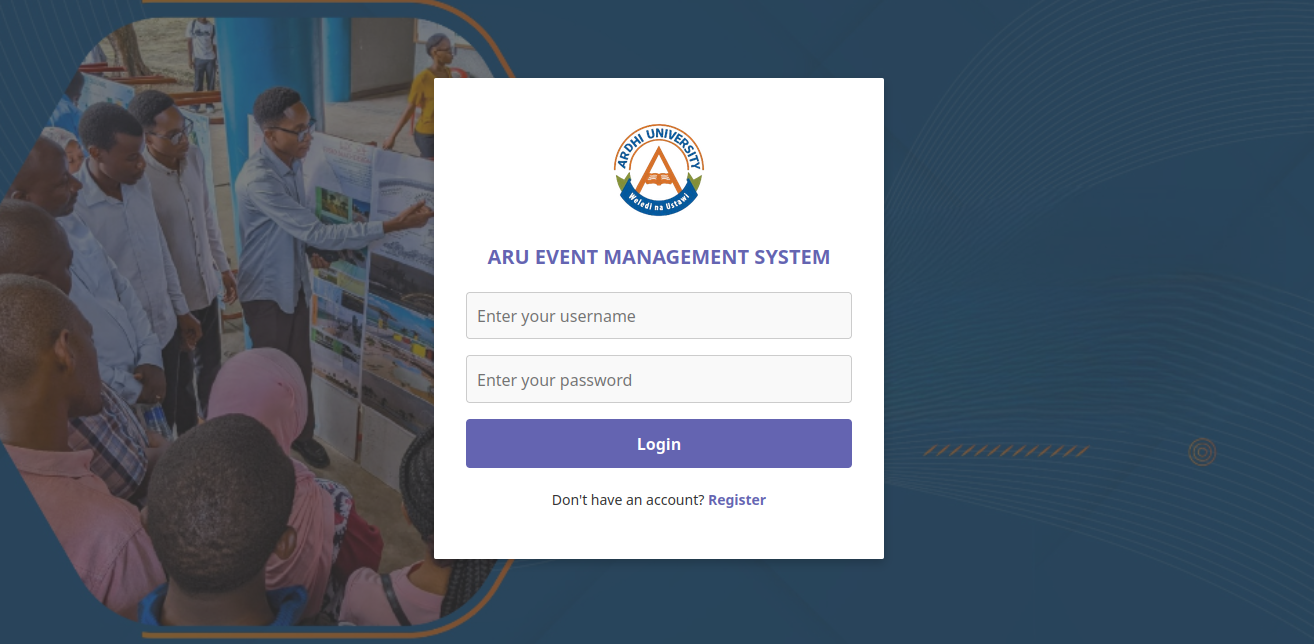 ARDHI UNIVERSITY
Weledi na Ustawi
ARU EVENT MANAGEMENT SYSTEM
Enter your username
Enter your password
Login
Don't have an account? Register